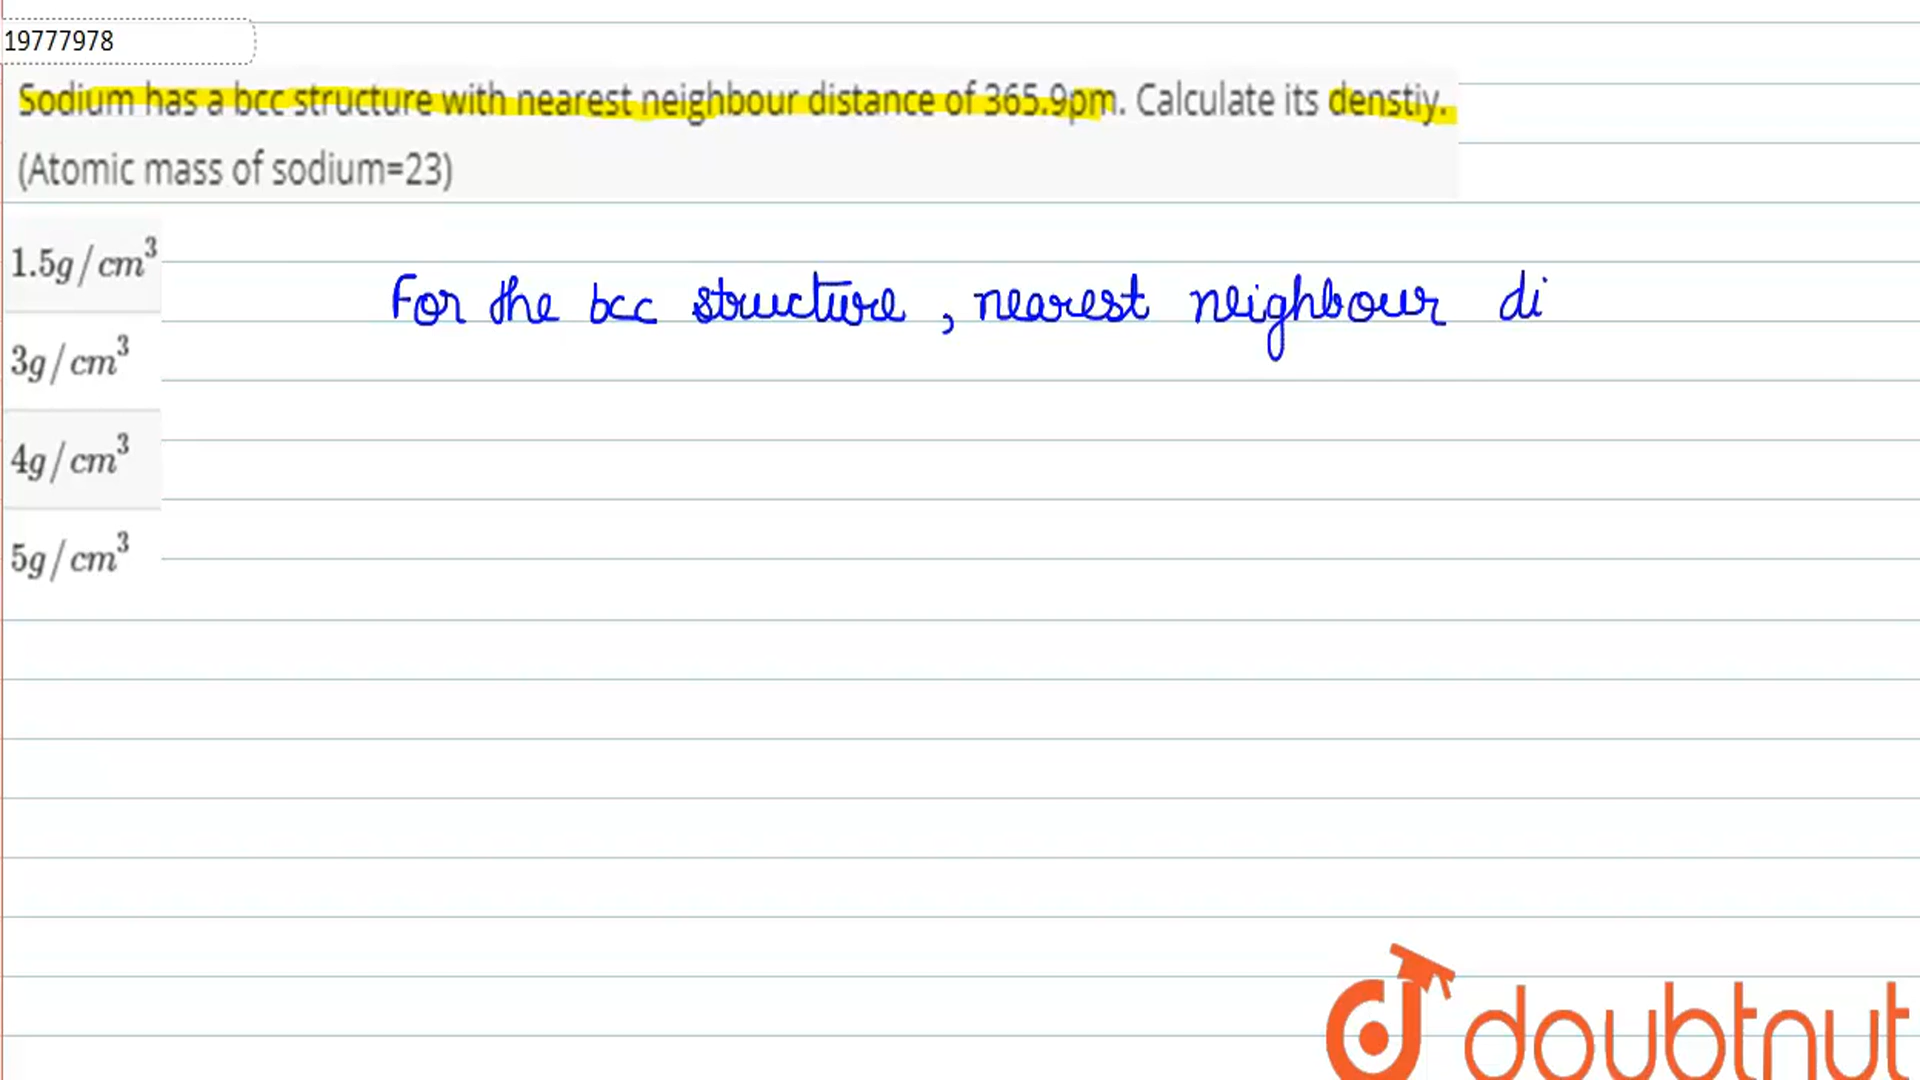 19777978
Sodium has a bcc structure with nearest neighbour distance of 365.9pm. Calculate its denstiy.
(Atomic mass of sodium=23)
1.5g/cm³
For the bcc structure, nearest neighbour di
3g/cm³
4g/cm³
5g/cm³
doubtnut